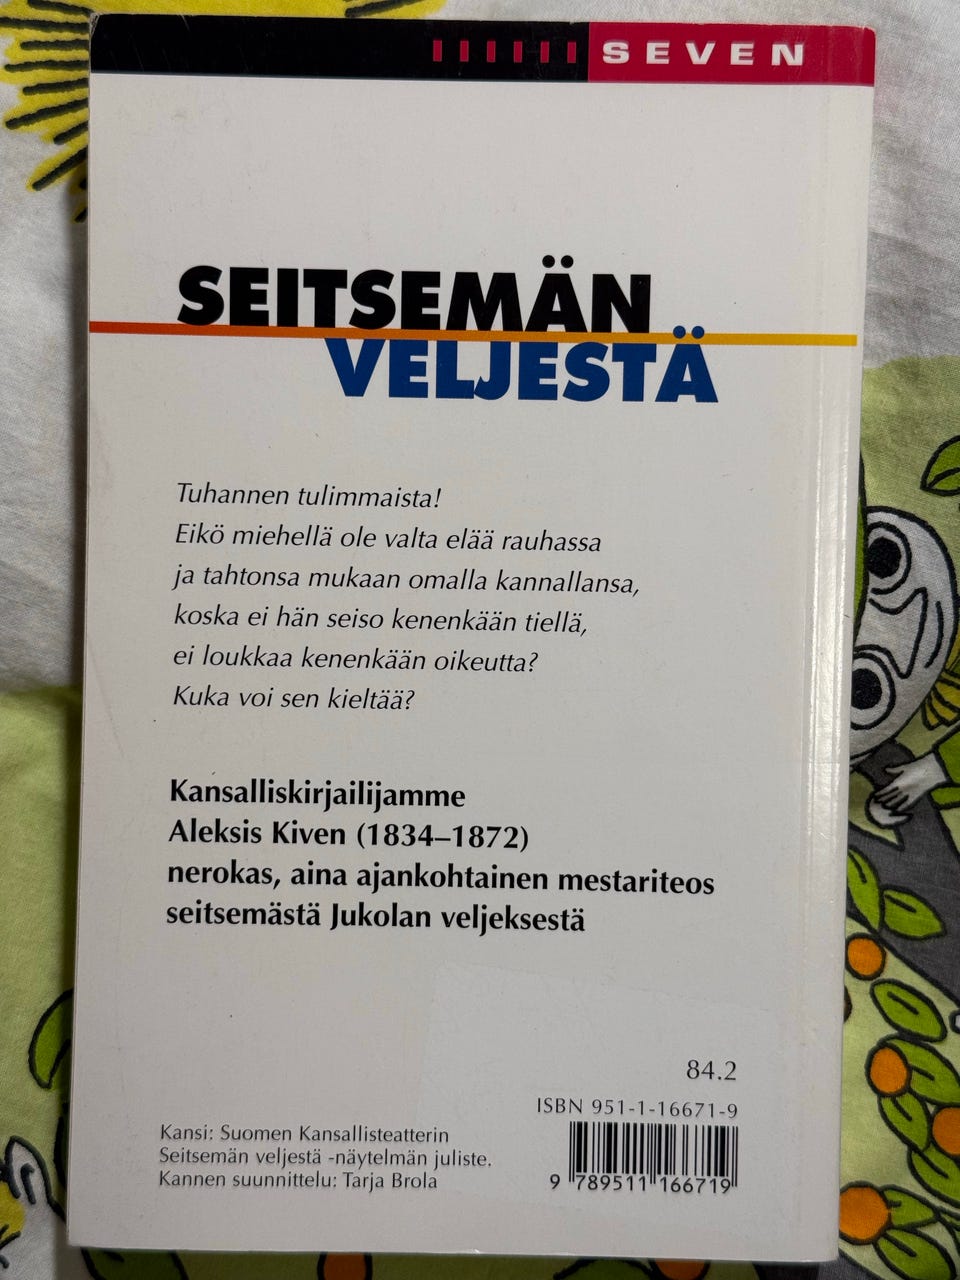 SEVEN
SEITSEMÄN
VELJESTÄ
Tuhannen tulimmaista!
Eikö miehellä ole valta elää rauhassa
ja tahtonsa mukaan omalla kannallansa,
koska ei hän seiso kenenkään tiellä,
ei loukkaa kenenkään oikeutta?
Kuka voi sen kieltää?
Kansalliskirjailijamme
Aleksis Kiven (1834–1872)
nerokas, aina ajankohtainen mestariteos
seitsemästä Jukolan veljeksestä
84.2
ISBN 951-1-16671-9
Kansi: Suomen Kansallisteatterin
Seitsemän veljestä -näytelmän juliste.
Kannen suunnittelu: Tarja Brola
9 789511 166719